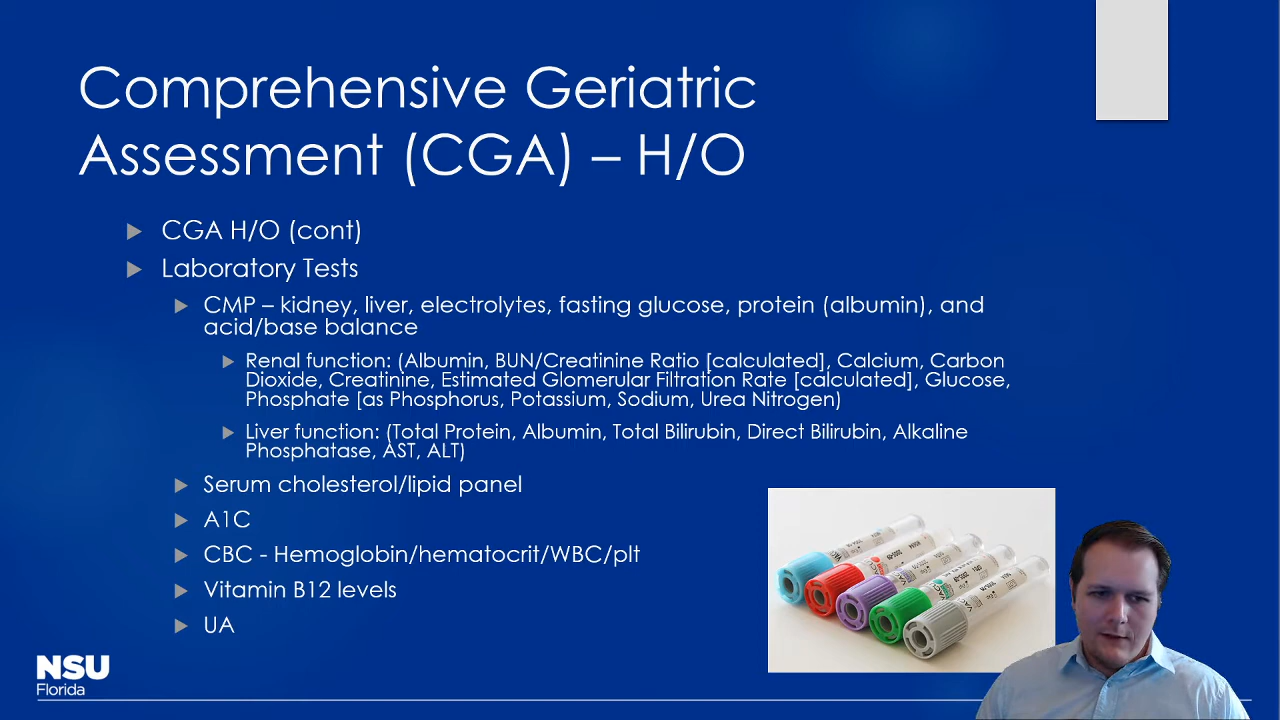 Comprehensive Geriatric
Assessment (CGA) – H/O
CGA H/O (cont)
Laboratory Tests
CMP – kidney, liver, electrolytes, fasting glucose, protein (albumin), and
acid/base balance
Renal function: (Albumin, BUN/Creatinine Ratio [calculated], Calcium, Carbon
Dioxide, Creatinine, Estimated Glomerular Filtration Rate [calculated], Glucose,
Phosphate [as Phosphorus, Potassium, Sodium, Urea Nitrogen)
Liver function: (Total Protein, Albumin, Total Bilirubin, Direct Bilirubin, Alkaline
Phosphatase, AST, ALT)
Serum cholesterol/lipid panel
A1C
CBC - Hemoglobin/hematocrit/WBC/plt
Vitamin B12 levels
UA
NSU
Florida